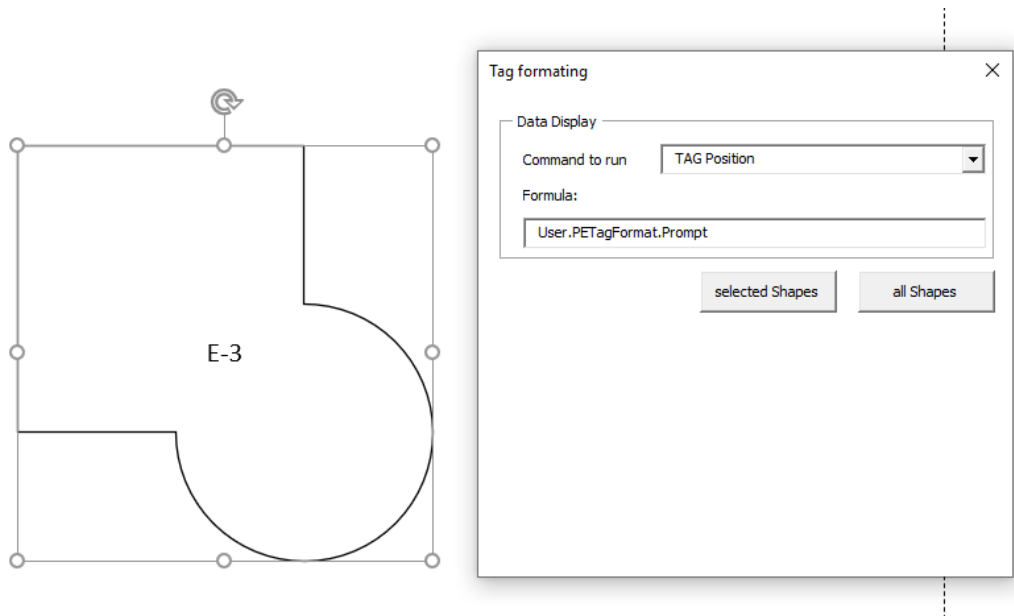 E-3
Tag formating
Data Display
Command to run TAG Position
Formula:
User.PETagFormat.Prompt
selected Shapes all Shapes